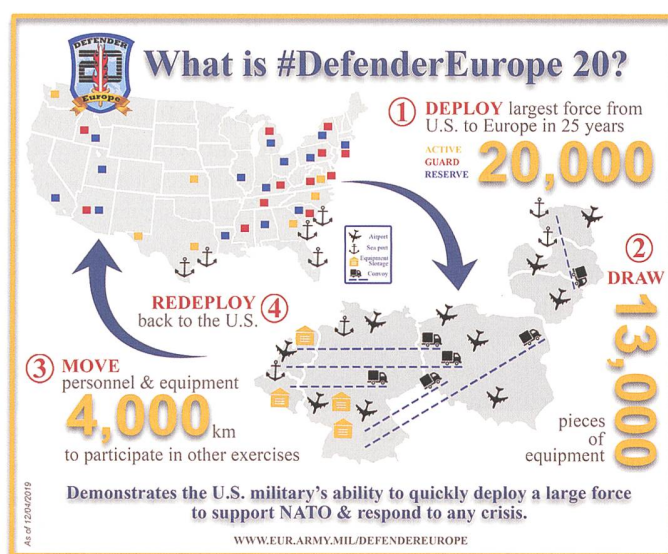 DEFENDER
20
Europe
What is #DefenderEurope 20?
1 DEPLOY largest force from
U.S. to Europe in 25 years
ACTIVE
GUARD
RESERVE
20,000
Airport
Sea port
Equipment
Storage
Convoy
2
DRAW
13,000
pieces
of
equipment
REDEPLOY 4
back to the U.S.
3 MOVE
personnel & equipment
4,000 km
to participate in other exercises
As of 12/04/2019
Demonstrates the U.S. military's ability to quickly deploy a large force
to support NATO & respond to any crisis.
WWW.EUR.ARMY.MIL/DEFENDEREUROPE